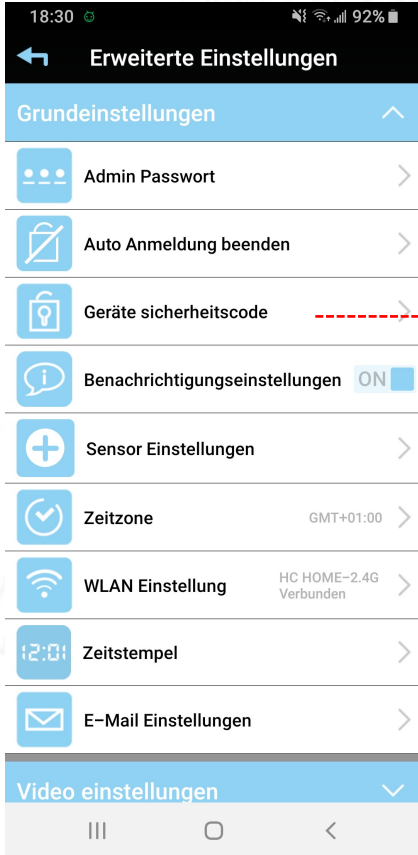 18:30 92%
Erweiterte Einstellungen
Grundeinstellungen
Admin Passwort
Auto Anmeldung beenden
Geräte sicherheitscode
Benachrichtigungseinstellungen ON
Sensor Einstellungen
Zeitzone GMT+01:00
WLAN Einstellung HC HOME-2.4G
Verbunden
12:01 Zeitstempel
E-Mail Einstellungen
Video einstellungen